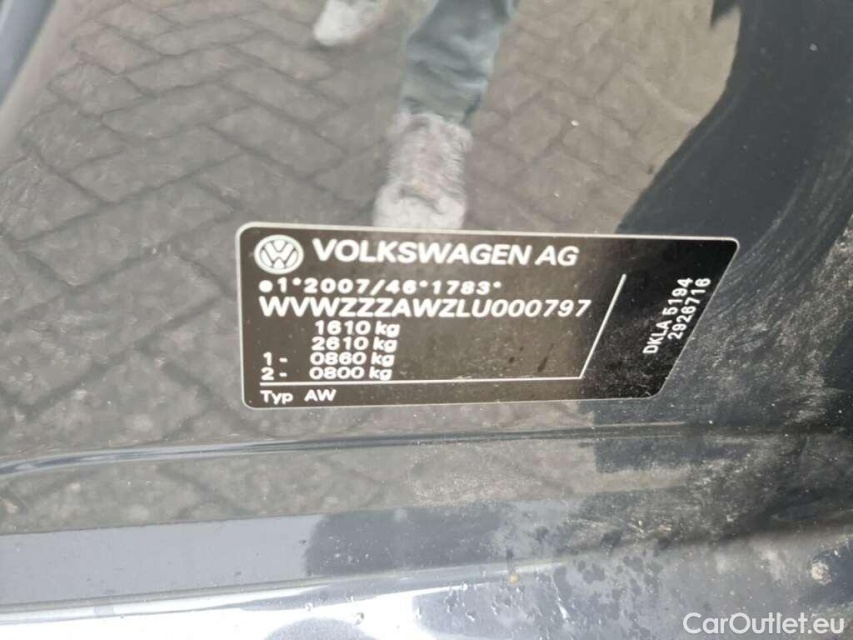 VOLKSWAGEN AG
e1*2007/46*1783*
WVWZZZAWZLU000797
1610 kg
2610 kg
1 - 0860 kg
2 - 0800 kg
Typ AW
DKLA 5194
2926716
CarOutlet.eu